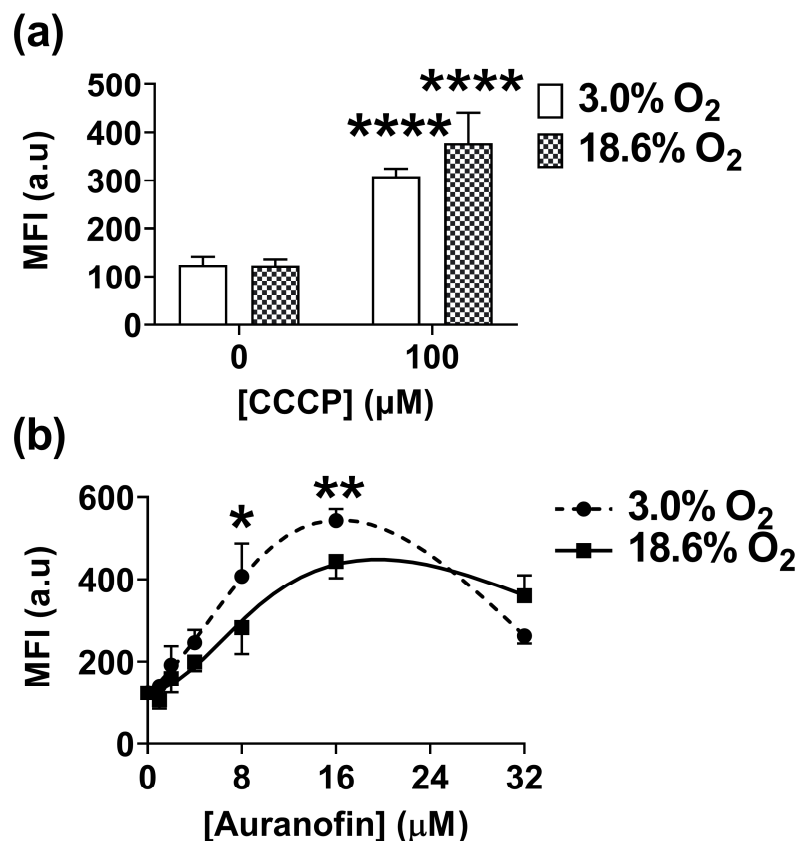 (a)
MFI (a.u)
500
400
300
200
100
0
****
****
3.0% O₂
18.6% O₂
0 100
[CCCP] (µM)
(b)
MFI (a.u)
600
400
200
0
*
**
3.0% O₂
18.6% O₂
0 8 16 24 32
[Auranofin] (µM)